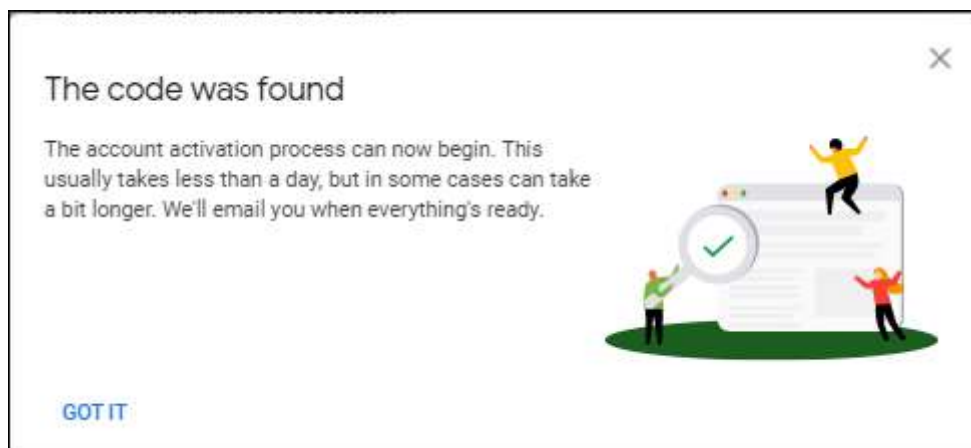 The code was found
The account activation process can now begin. This
usually takes less than a day, but in some cases can take
a bit longer. We'll email you when everything's ready.
GOT IT